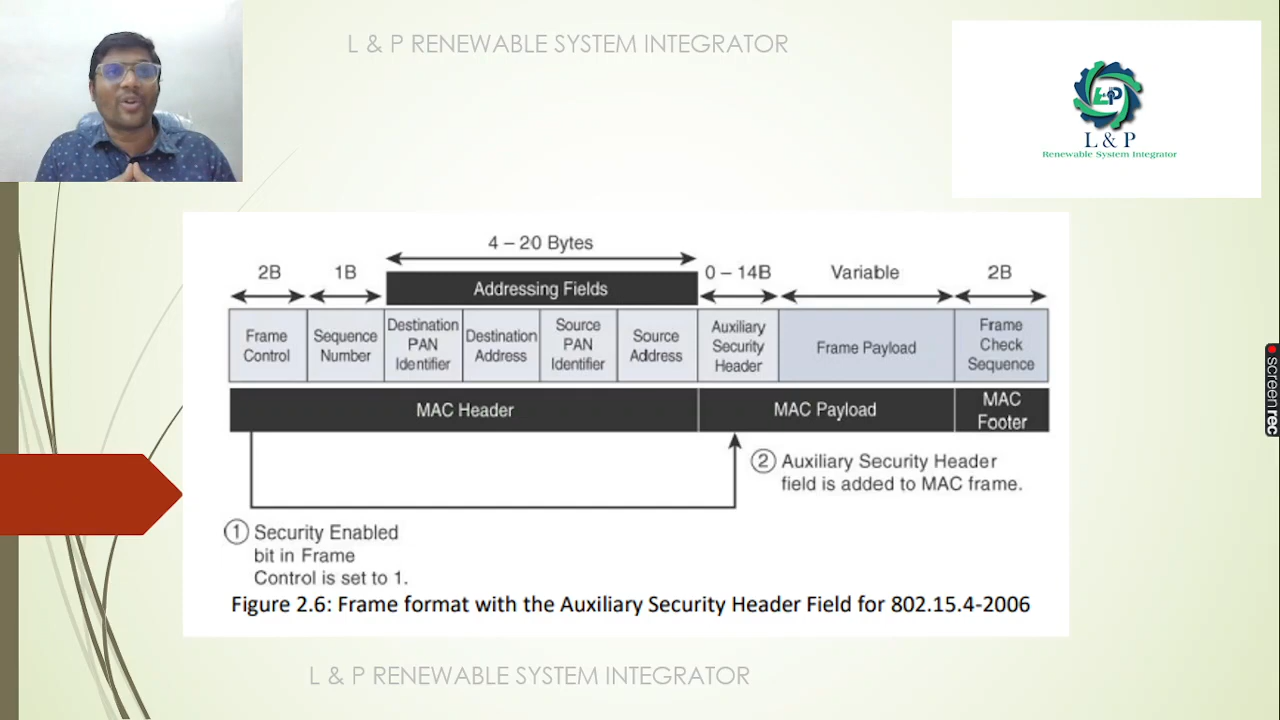 L & P RENEWABLE SYSTEM INTEGRATOR
L & P
Renewable System Integrator
4 – 20 Bytes
2B
1B
0 – 14B
Variable
2B
Addressing Fields
Frame
Control
Sequence
Number
Destination
PAN
Identifier
Destination
Address
Source
PAN
Identifier
Source
Address
Auxiliary
Security
Header
Frame Payload
Frame
Check
Sequence
MAC Header
MAC Payload
MAC
Footer
② Auxiliary Security Header
field is added to MAC frame.
① Security Enabled
bit in Frame
Control is set to 1.
Figure 2.6: Frame format with the Auxiliary Security Header Field for 802.15.4-2006
L & P RENEWABLE SYSTEM INTEGRATOR
screenrec